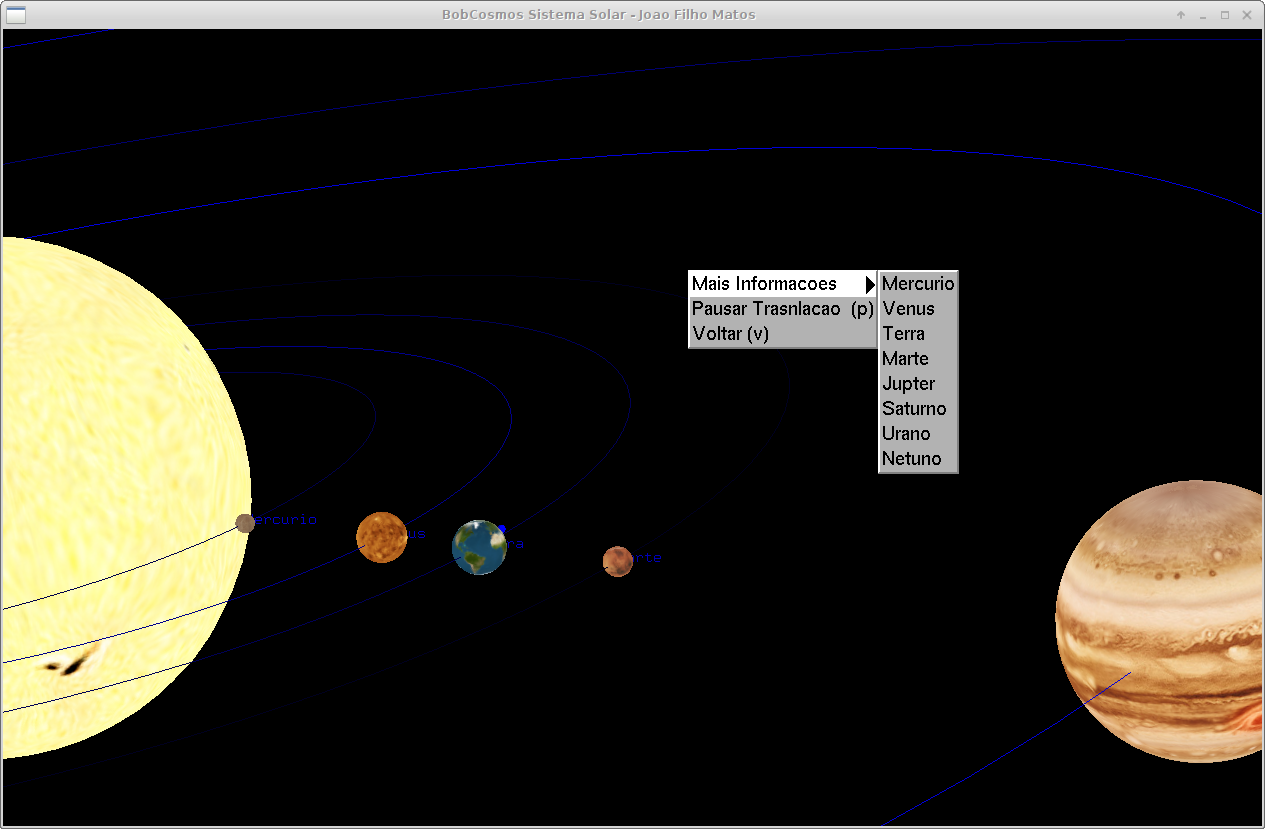 BobCosmos Sistema Solar - Joao Filho Matos
Mais Informacoes
Pausar Trasnlacao (p)
Voltar (v)
Mercurio
Venus
Terra
Marte
Jupter
Saturno
Urano
Netuno
ercurio
us
ra
rte